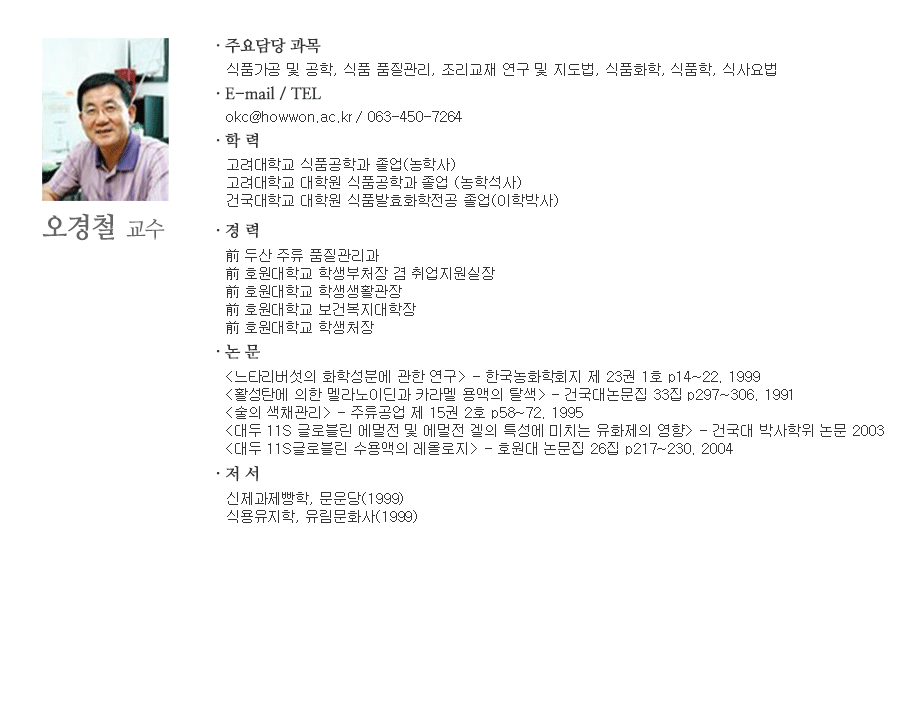 오경철 교수
· 주요담당 과목
식품가공 및 공학, 식품 품질관리, 조리교재 연구 및 지도법, 식품화학, 식품학, 식사요법
· E-mail / TEL
okc@howwon.ac.kr / 063-450-7264
· 학 력
고려대학교 식품공학과 졸업(농학사)
고려대학교 대학원 식품공학과 졸업 (농학석사)
건국대학교 대학원 식품발효화학전공 졸업(이학박사)
· 경 력
前 두산 주류 품질관리과
前 호원대학교 학생부처장 겸 취업지원실장
前 호원대학교 학생생활관장
前 호원대학교 보건복지대학장
前 호원대학교 학생처장
· 논 문
<느타리버섯의 화학성분에 관한 연구> - 한국농화학회지 제 23권 1호 p14~22, 1999
<활성탄에 의한 멜라노이딘과 카라멜 용액의 탈색> - 건국대논문집 33집 p297~306, 1991
<술의 색채관리> - 주류공업 제 15권 2호 p58~72, 1995
<대두 11S 글로블린 에멀전 및 에멀전 겔의 특성에 미치는 유화제의 영향> - 건국대 박사학위 논문 2003
<대두 11S글로블린 수용액의 레올로지> - 호원대 논문집 26집 p217~230, 2004
· 저 서
신제과제빵학, 문운당(1999)
식용유지학, 유림문화사(1999)